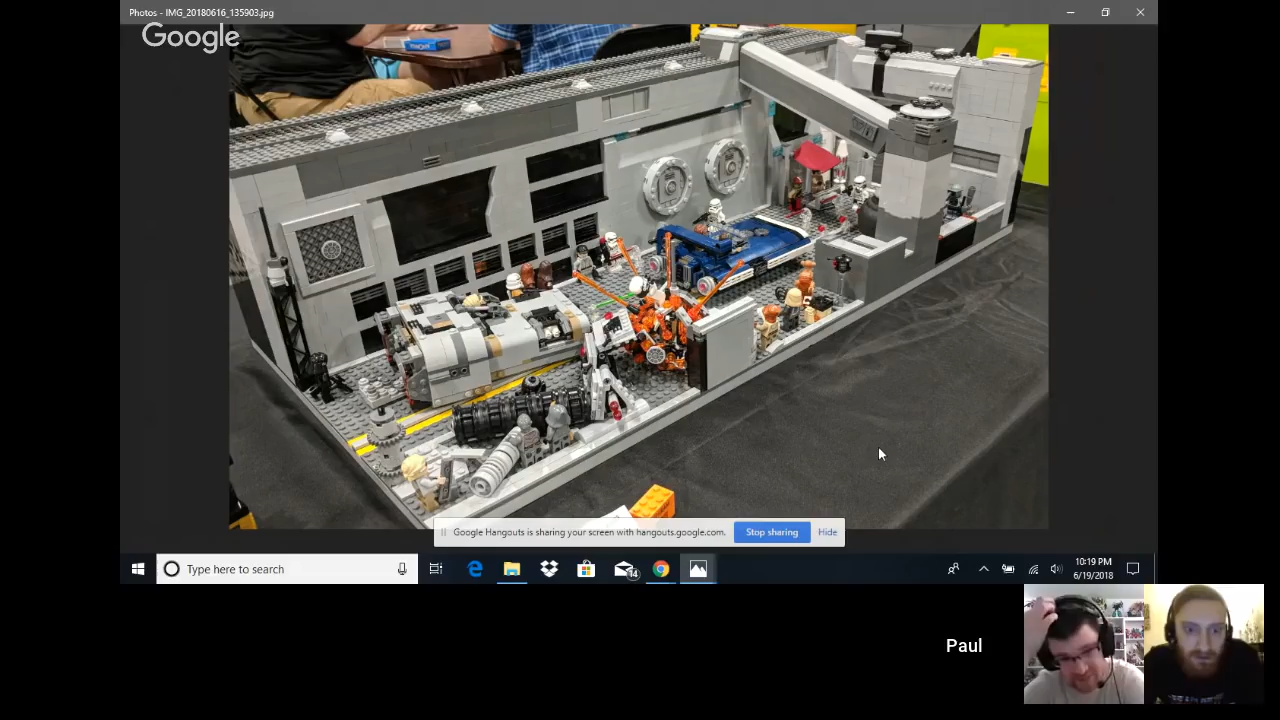 Photos - IMG_20180616_135903.jpg
Google
Google Hangouts is sharing your screen with hangouts.google.com.
Stop sharing
Hide
Type here to search
14
10:19 PM
6/19/2018
Paul